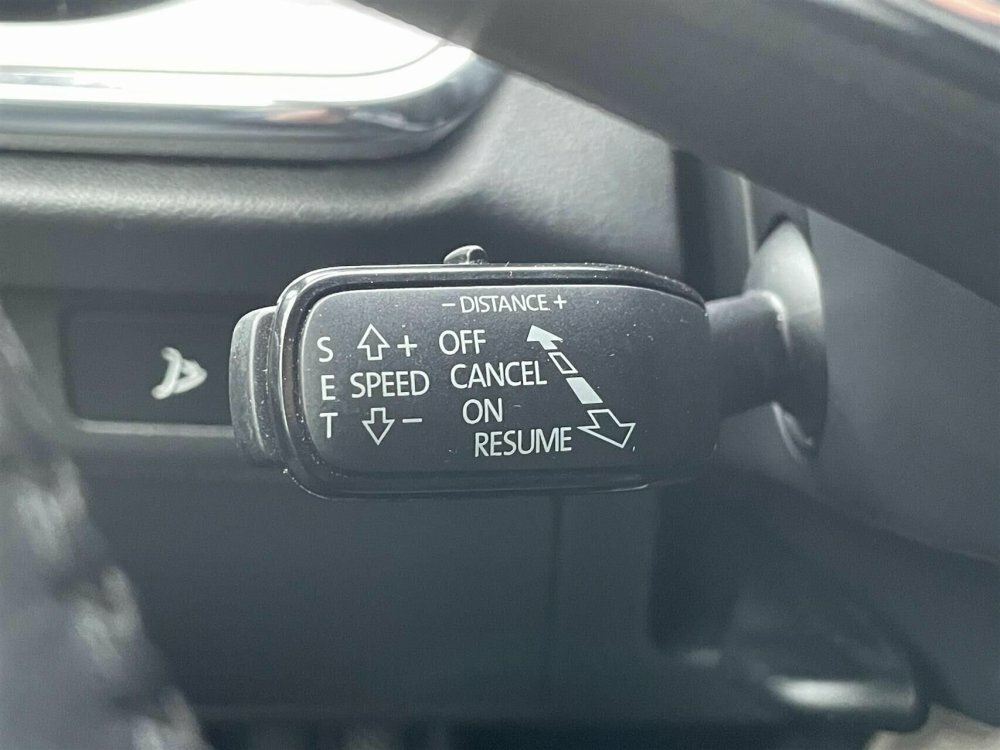 - DISTANCE +
S + OFF
E SPEED CANCEL
T - ON
RESUME